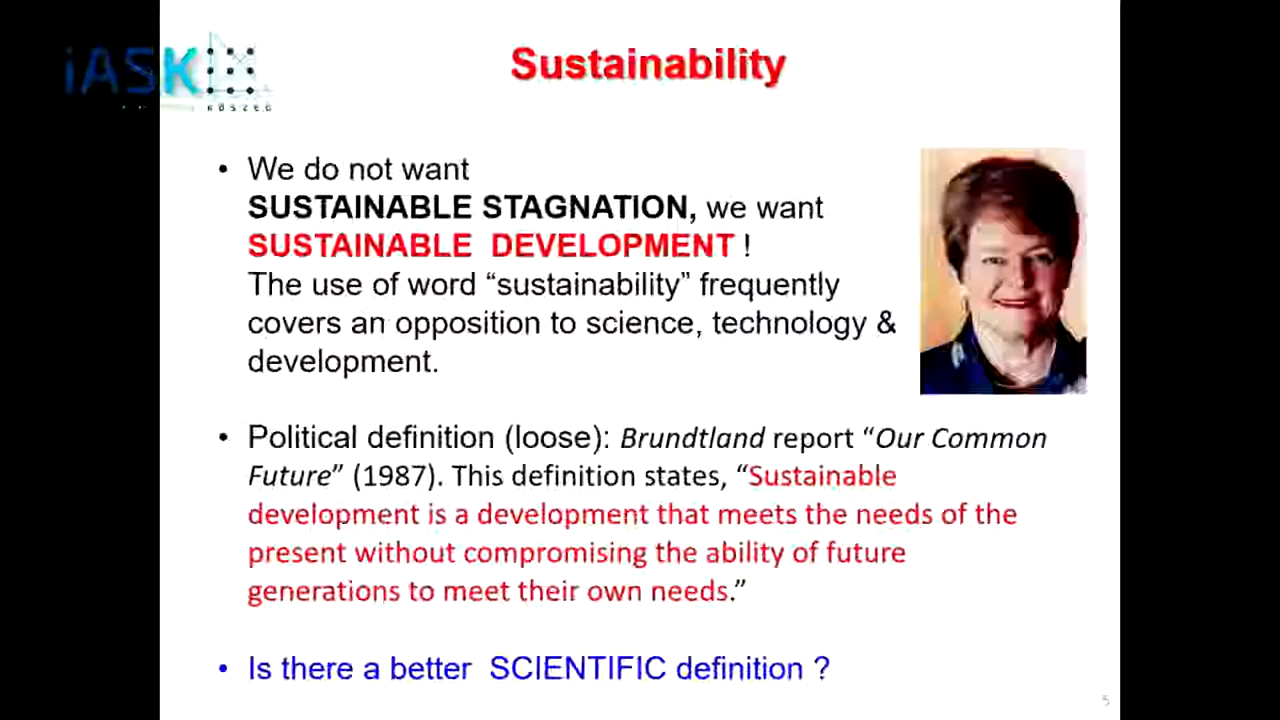 iASK
KŐSZEG
Sustainability
• We do not want
SUSTAINABLE STAGNATION, we want
SUSTAINABLE DEVELOPMENT !
The use of word “sustainability” frequently
covers an opposition to science, technology &
development.
• Political definition (loose): Brundtland report “Our Common
Future” (1987). This definition states, “Sustainable
development is a development that meets the needs of the
present without compromising the ability of future
generations to meet their own needs.”
• Is there a better SCIENTIFIC definition ?
5